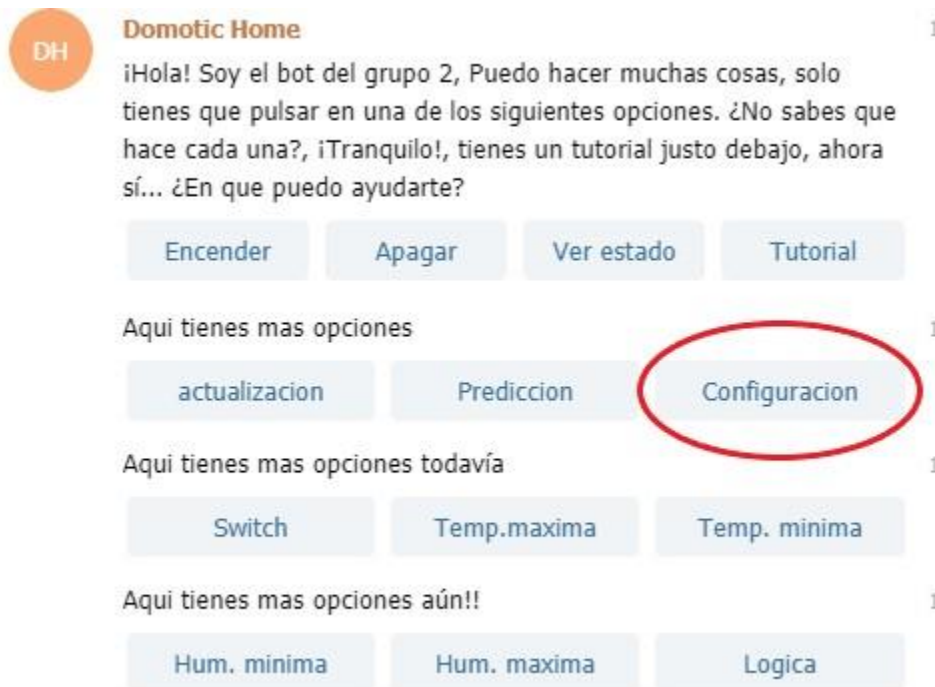 DH
Domotic Home
¡Hola! Soy el bot del grupo 2, Puedo hacer muchas cosas, solo
tienes que pulsar en una de los siguientes opciones. ¿No sabes que
hace cada una?, ¡Tranquilo!, tienes un tutorial justo debajo, ahora
sí... ¿En que puedo ayudarte?
Encender Apagar Ver estado Tutorial
Aqui tienes mas opciones
actualizacion Prediccion Configuracion
Aqui tienes mas opciones todavía
Switch Temp.maxima Temp. minima
Aqui tienes mas opciones aún!!
Hum. minima Hum. maxima Logica